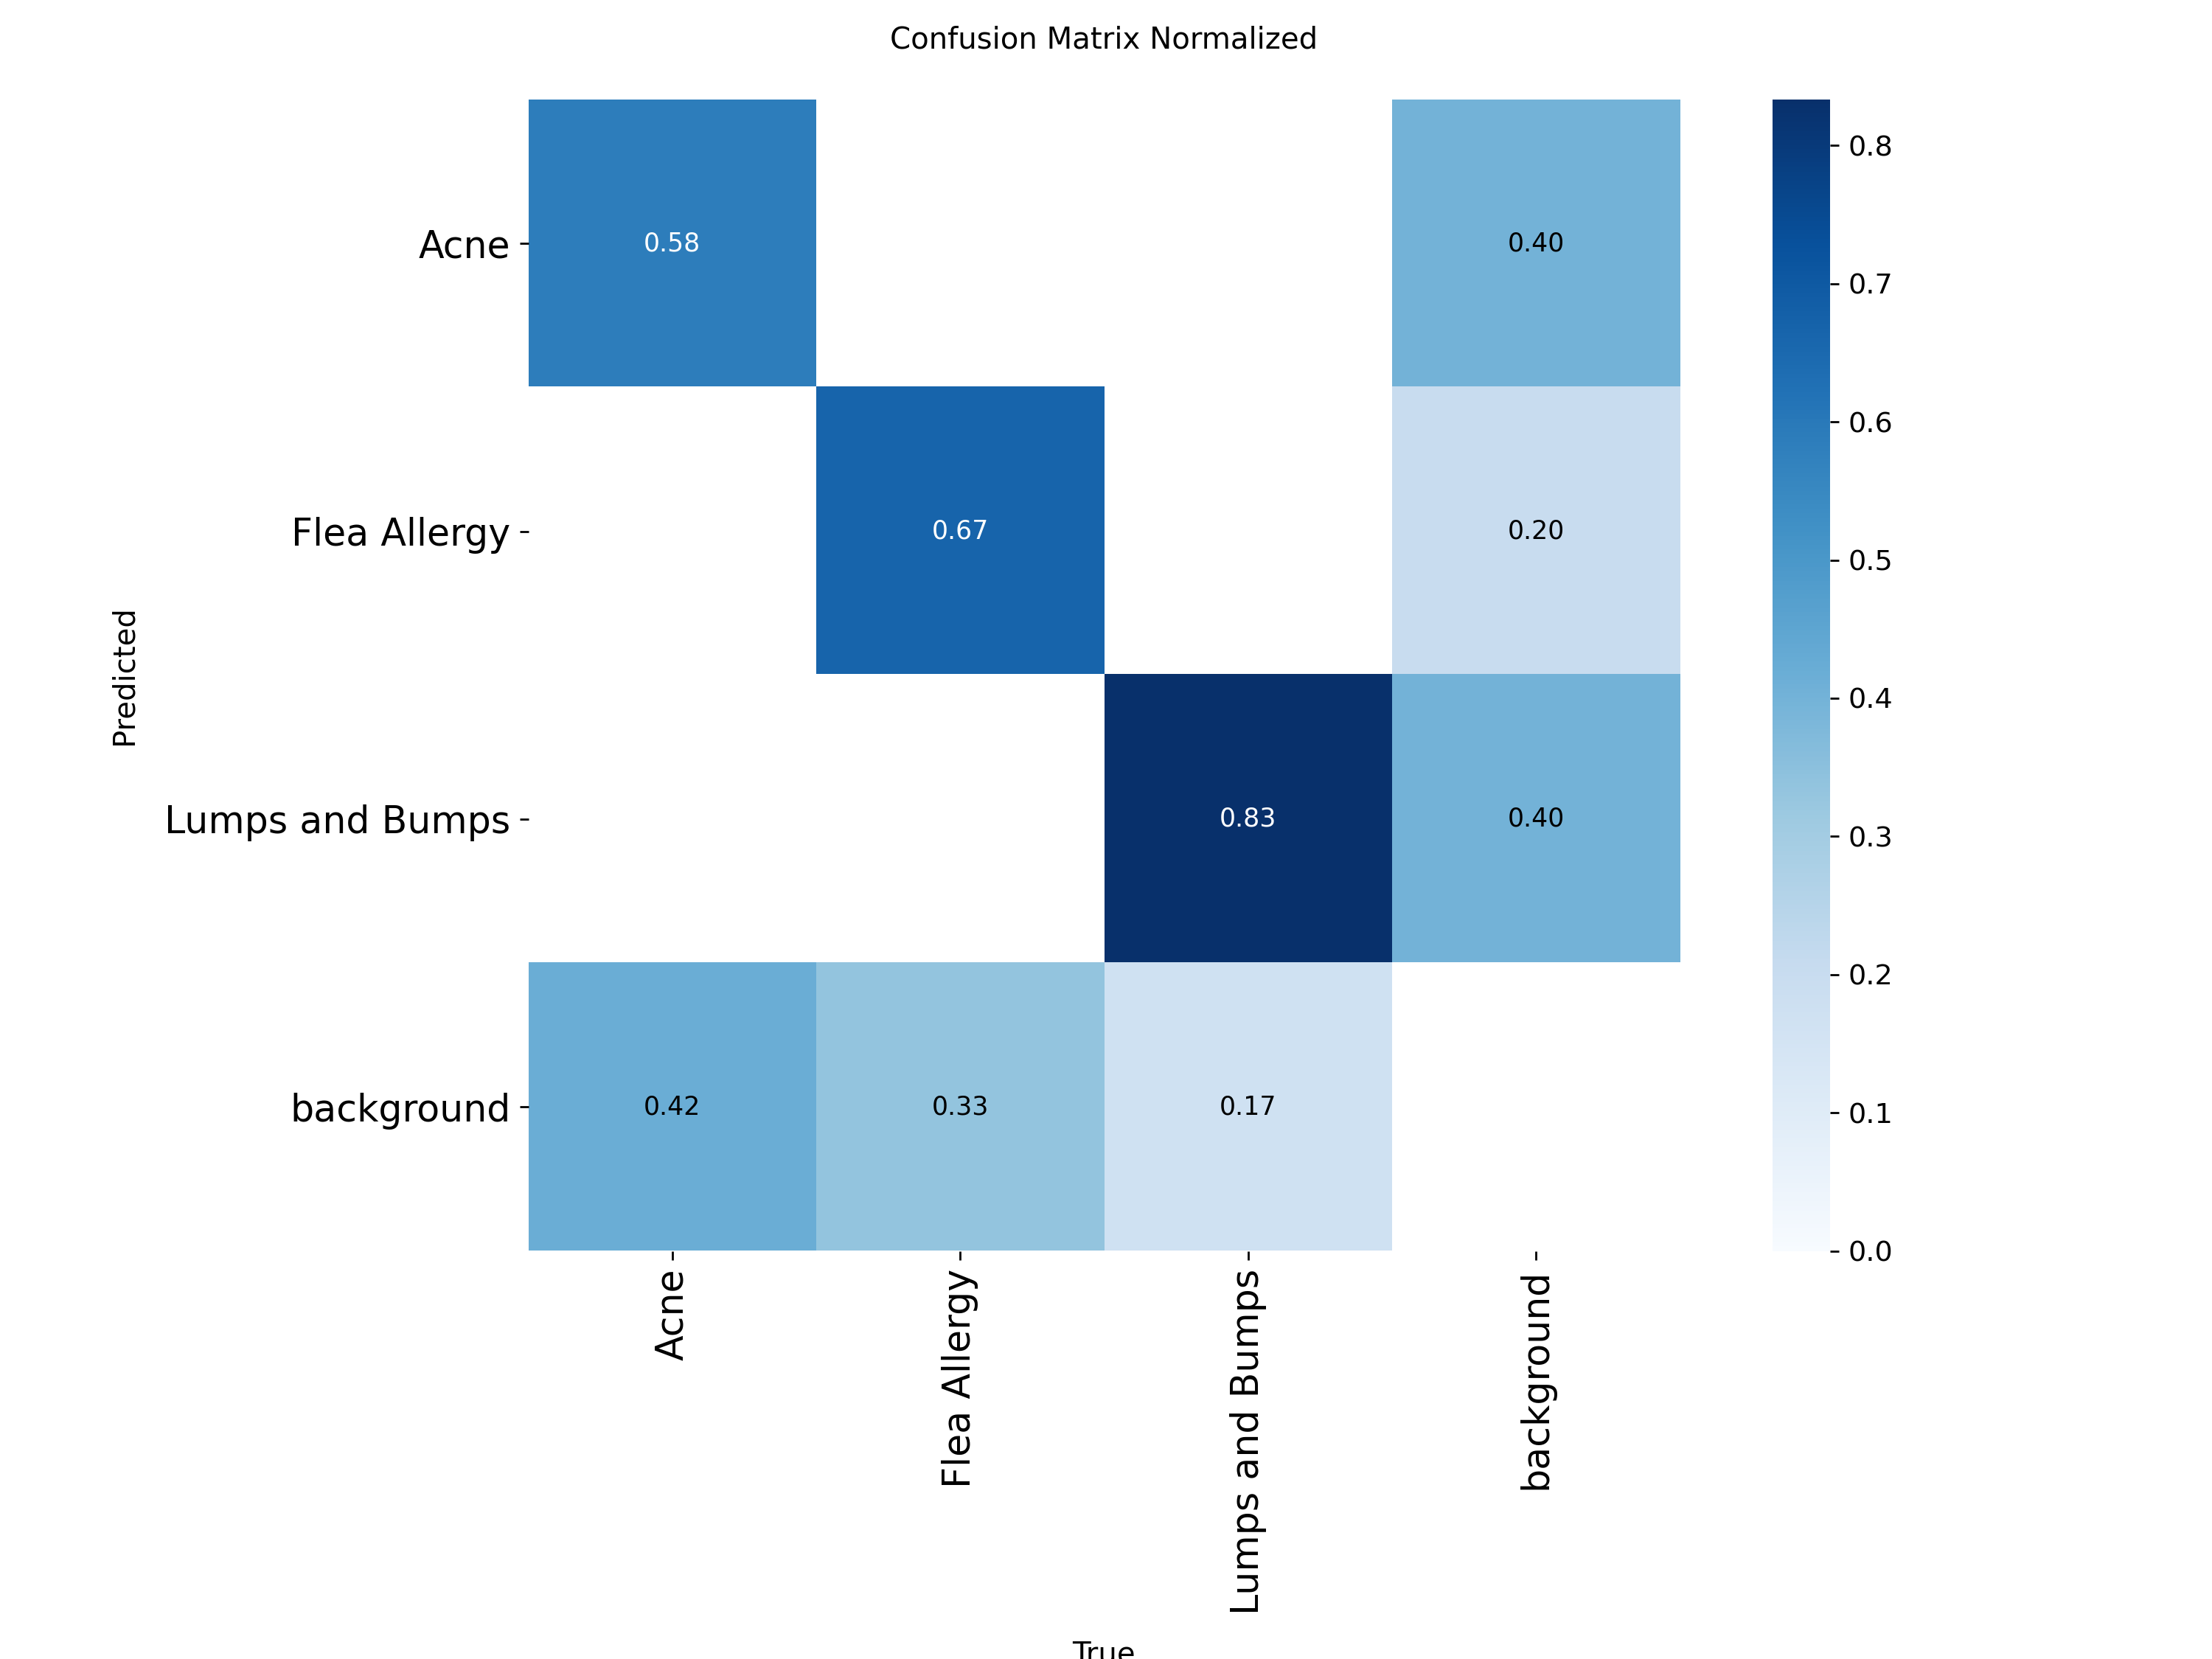 Confusion Matrix Normalized
Acne
0.58
0.40
0.8
0.7
Flea Allergy
0.67
0.20
0.6
0.5
Predicted
0.4
Lumps and Bumps
0.83
0.40
0.3
0.2
background
0.42
0.33
0.17
0.1
0.0
Acne
Flea Allergy
Lumps and Bumps
background
True